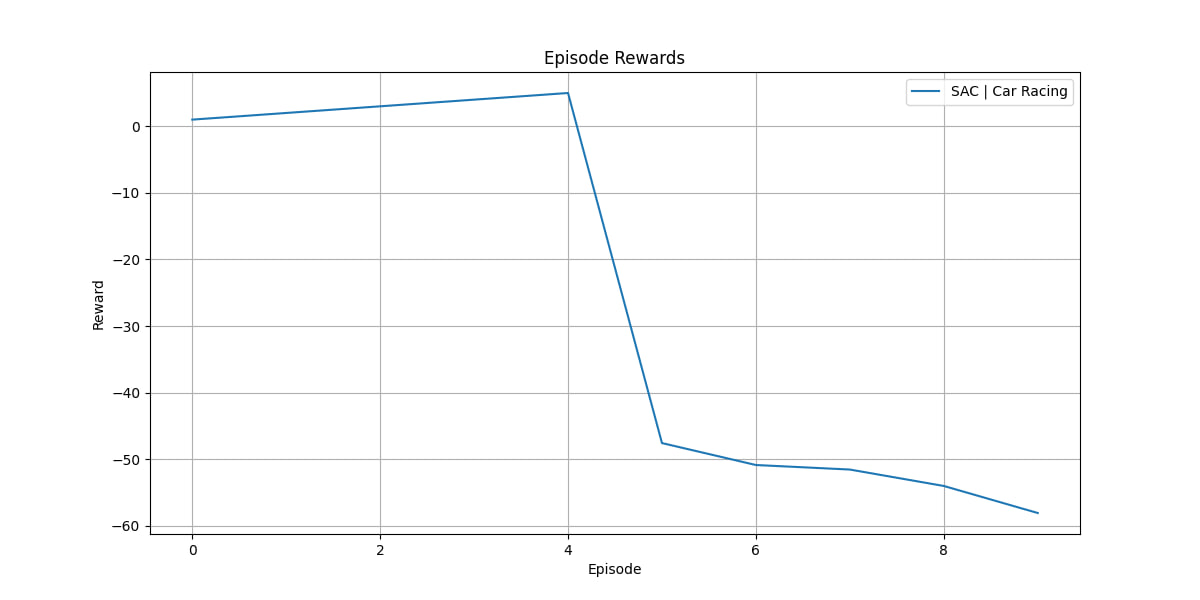 Episode Rewards
SAC | Car Racing
Reward
0
−10
−20
−30
−40
−50
−60
0 2 4 6 8
Episode